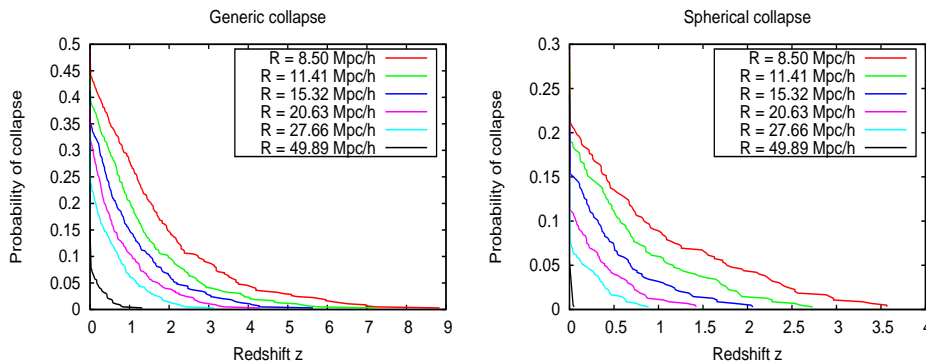 Generic collapse
Probability of collapse
0.5
0.45
0.4
0.35
0.3
0.25
0.2
0.15
0.1
0.05
0
R = 8.50 Mpc/h
R = 11.41 Mpc/h
R = 15.32 Mpc/h
R = 20.63 Mpc/h
R = 27.66 Mpc/h
R = 49.89 Mpc/h
0 1 2 3 4 5 6 7 8 9
Redshift z
Spherical collapse
Probability of collapse
0.3
0.25
0.2
0.15
0.1
0.05
0
R = 8.50 Mpc/h
R = 11.41 Mpc/h
R = 15.32 Mpc/h
R = 20.63 Mpc/h
R = 27.66 Mpc/h
R = 49.89 Mpc/h
0 0.5 1 1.5 2 2.5 3 3.5 4
Redshift z